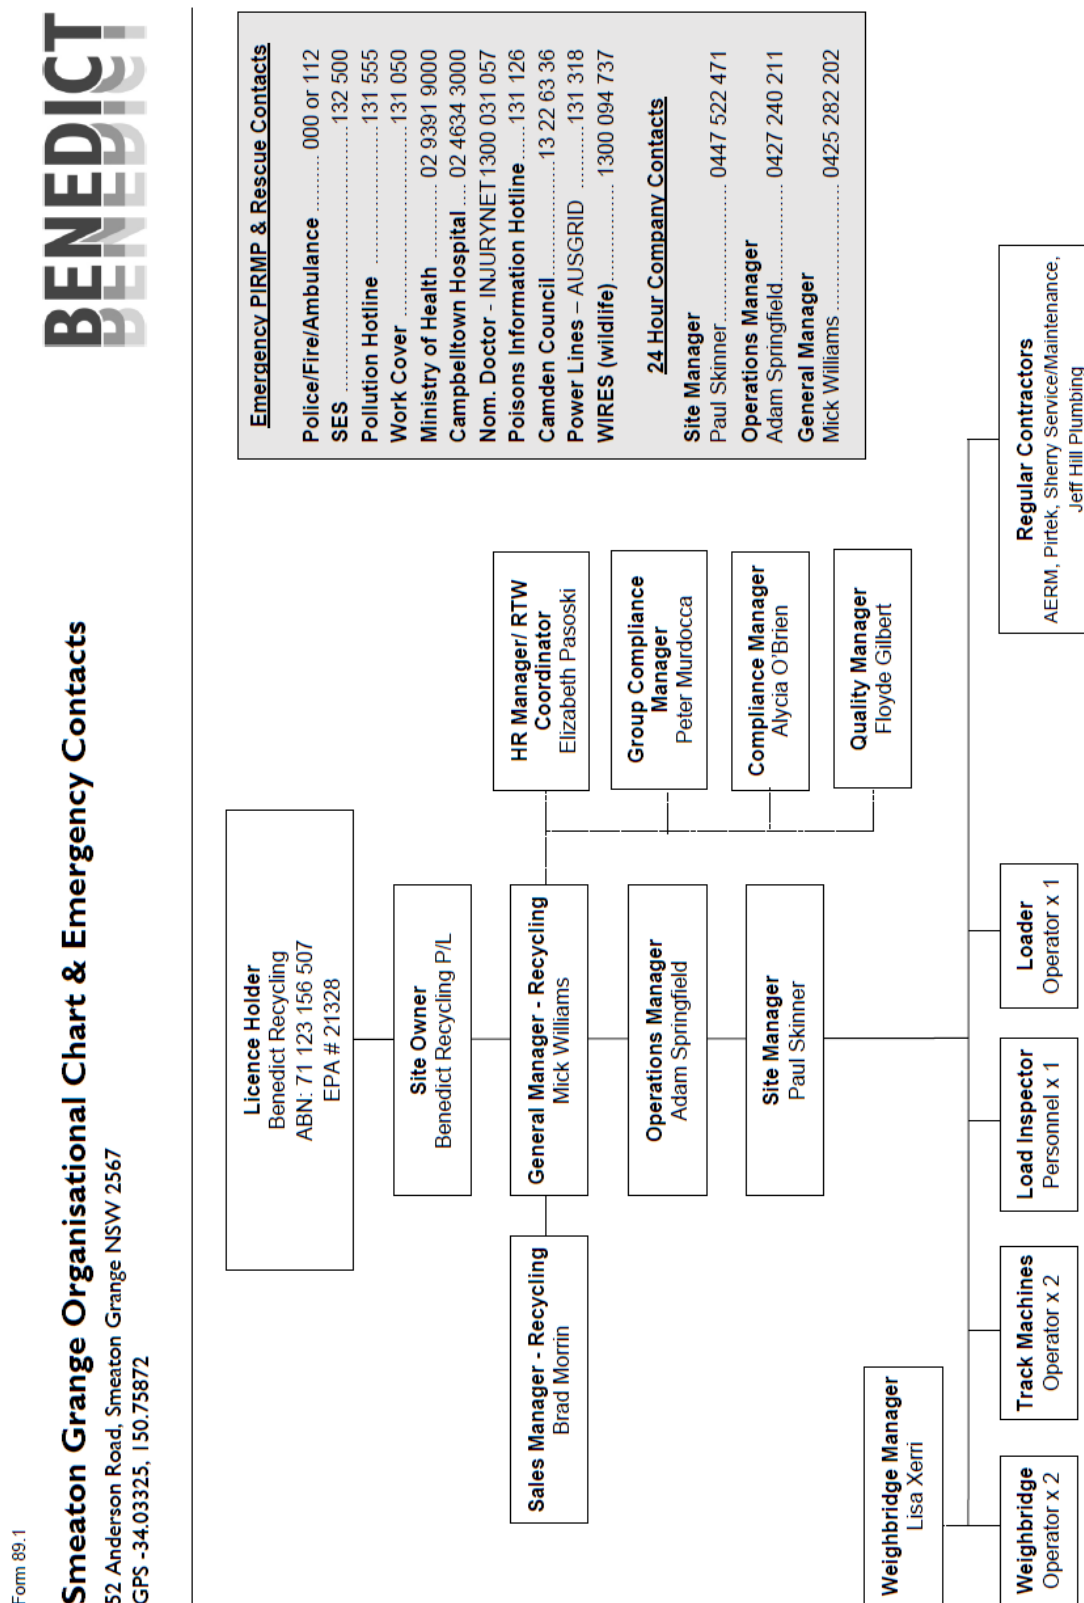 Form 89.1
Smeaton Grange Organisational Chart & Emergency Contacts
52 Anderson Road, Smeaton Grange NSW 2567
GPS -34.03325, 150.75872
BENEDICT
Licence Holder
Benedict Recycling
ABN: 71 123 156 507
EPA # 21328
Site Owner
Benedict Recycling P/L
Sales Manager - Recycling
Brad Morrin
General Manager - Recycling
Mick Williams
HR Manager/ RTW
Coordinator
Elizabeth Pasoski
Group Compliance
Manager
Peter Murdocca
Compliance Manager
Alycia O'Brien
Quality Manager
Floyde Gilbert
Operations Manager
Adam Springfield
Site Manager
Paul Skinner
Weighbridge Manager
Lisa Xerri
Weighbridge
Operator x 2
Track Machines
Operator x 2
Load Inspector
Personnel x 1
Loader
Operator x 1
Regular Contractors
AERM, Pirtek, Sherry Service/Maintenance,
Jeff Hill Plumbing
Emergency PIRMP & Rescue Contacts
Police/Fire/Ambulance ........ 000 or 112
SES ........ 132 500
Pollution Hotline ........ 131 555
Work Cover ........ 131 050
Ministry of Health ........ 02 9391 9000
Campbelltown Hospital .... 02 4634 3000
Nom. Doctor - INJURYNET 1300 031 057
Poisons Information Hotline ..... 131 126
Camden Council ........ 13 22 63 36
Power Lines – AUSGRID ........ 131 318
WIRES (wildlife) ........ 1300 094 737
24 Hour Company Contacts
Site Manager
Paul Skinner ........ 0447 522 471
Operations Manager
Adam Springfield ........ 0427 240 211
General Manager
Mick Williams ........ 0425 282 202